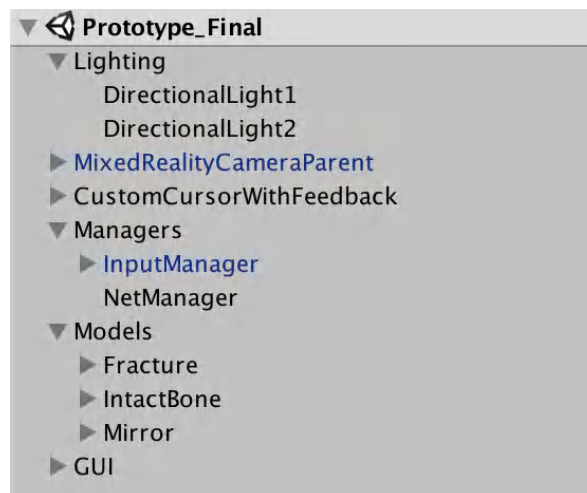 Prototype_Final
Lighting
DirectionalLight1
DirectionalLight2
MixedRealityCameraParent
CustomCursorWithFeedback
Managers
InputManager
NetManager
Models
Fracture
IntactBone
Mirror
GUI